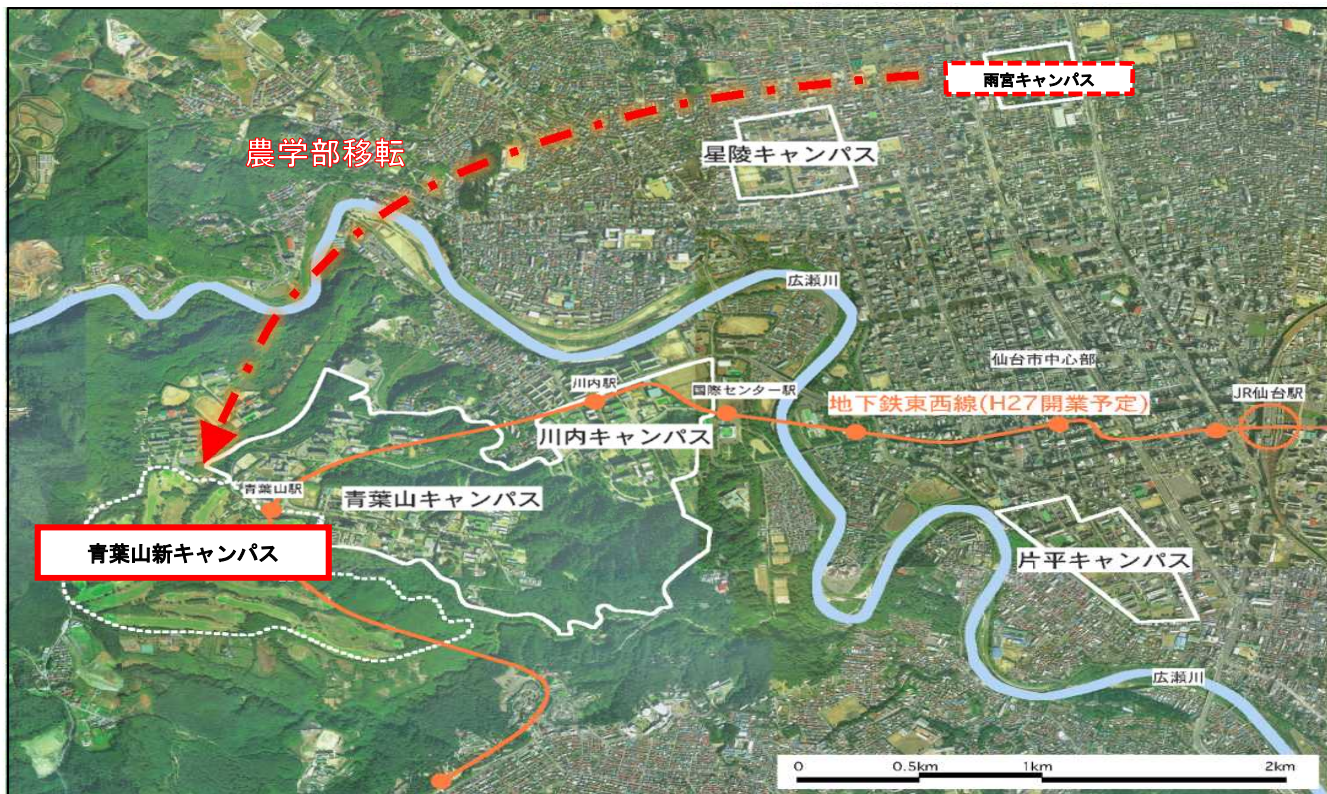 雨宮キャンパス
農学部移転
星陵キャンパス
広瀬川
仙台市中心部
川内駅
国際センター駅
JR仙台駅
地下鉄東西線(H27開業予定)
川内キャンパス
青葉山駅
青葉山キャンパス
青葉山新キャンパス
片平キャンパス
広瀬川
0 0.5km 1km 2km